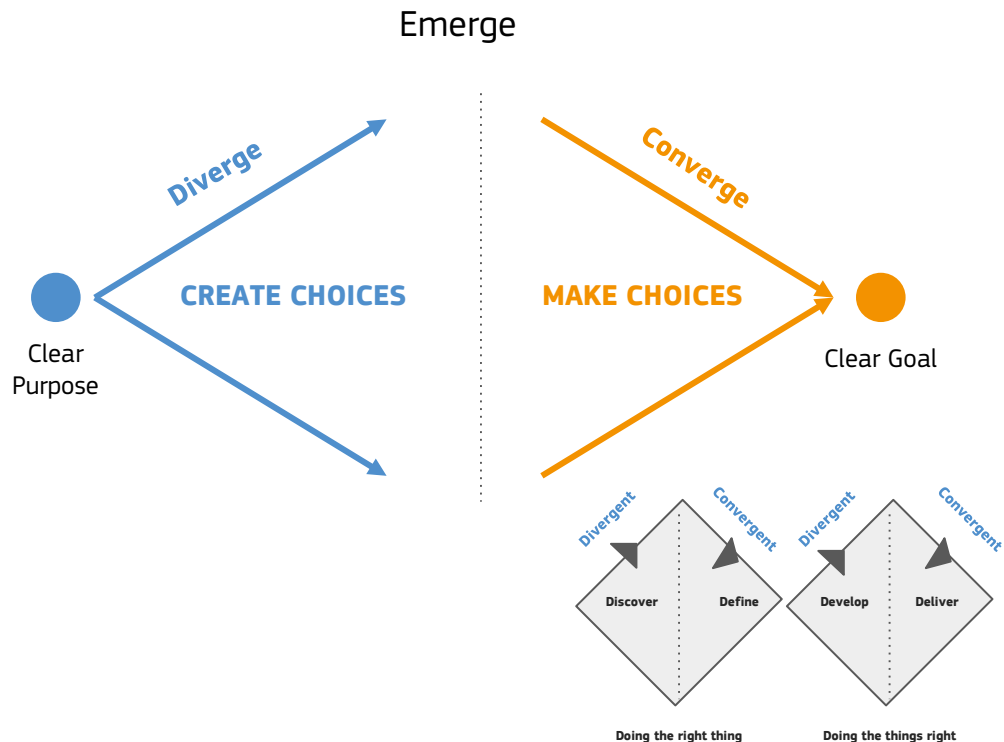 Emerge
Diverge
Converge
CREATE CHOICES
MAKE CHOICES
Clear
Purpose
Clear Goal
Divergent
Convergent
Divergent
Convergent
Discover
Define
Develop
Deliver
Doing the right thing
Doing the things right